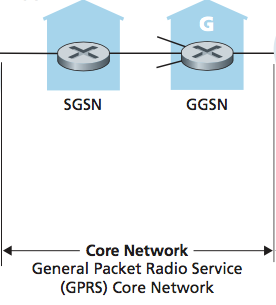 G
SGSN GGSN
Core Network
General Packet Radio Service
(GPRS) Core Network